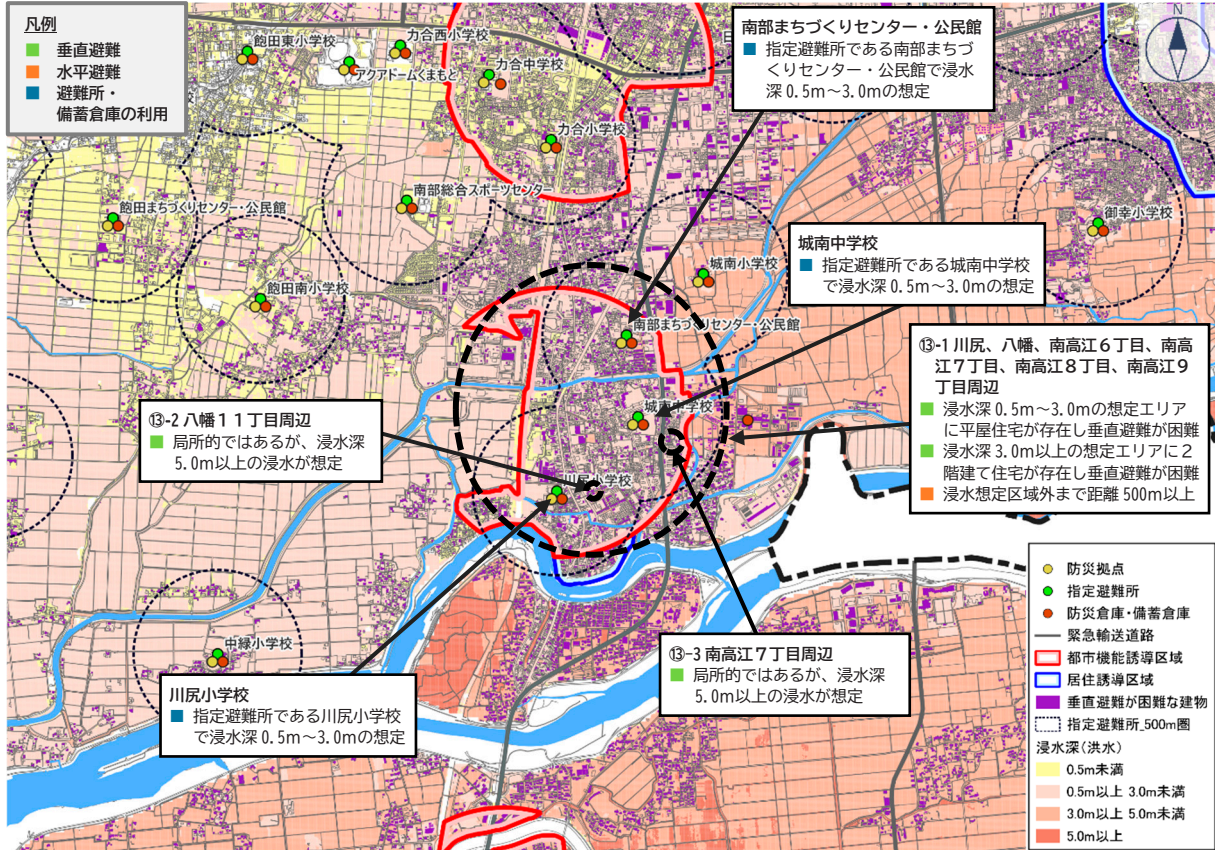 凡例
垂直避難
水平避難
避難所・
備蓄倉庫の利用
飽田東小学校
力合西小学校
アクアドームくまもと
力合中学校
力合小学校
南部総合スポーツセンター
飽田まちづくりセンター・公民館
飽田南小学校
城南小学校
御幸小学校
南部まちづくりセンター・公民館
城南中学校
川尻小学校
中緑小学校
N
南部まちづくりセンター・公民館
指定避難所である南部まちづ
くりセンター・公民館で浸水
深0.5m~3.0mの想定
城南中学校
指定避難所である城南中学校
で浸水深0.5m~3.0mの想定
⑬-1 川尻、八幡、南高江6丁目、南高
江7丁目、南高江8丁目、南高江9
丁目周辺
浸水深0.5m~3.0mの想定エリア
に平屋住宅が存在し垂直避難が困難
浸水深3.0m以上の想定エリアに2
階建て住宅が存在し垂直避難が困難
浸水想定区域外まで距離500m以上
⑬-2 八幡11丁目周辺
局所的ではあるが、浸水深
5.0m以上の浸水が想定
⑬-3 南高江7丁目周辺
局所的ではあるが、浸水深
5.0m以上の浸水が想定
川尻小学校
指定避難所である川尻小学校
で浸水深0.5m~3.0mの想定
防災拠点
指定避難所
防災倉庫・備蓄倉庫
緊急輸送道路
都市機能誘導区域
居住誘導区域
垂直避難が困難な建物
指定避難所_500m圏
浸水深(洪水)
0.5m未満
0.5m以上 3.0m未満
3.0m以上 5.0m未満
5.0m以上